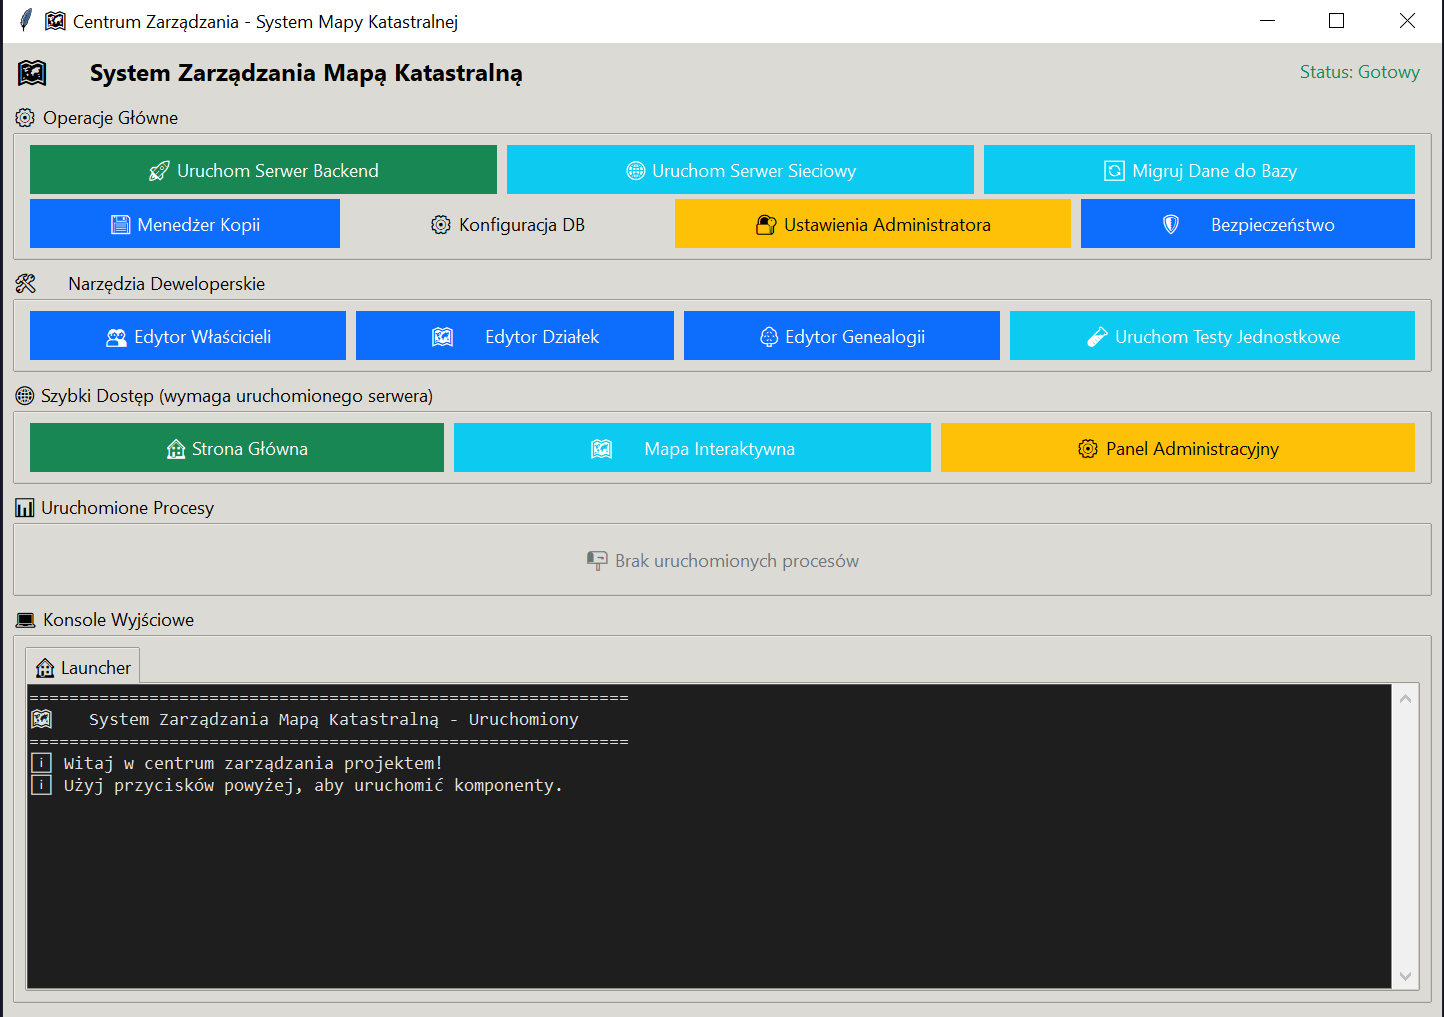 Centrum Zarządzania - System Mapy Katastralnej
System Zarządzania Mapą Katastralną
Status: Gotowy
Operacje Główne
Uruchom Serwer Backend
Uruchom Serwer Sieciowy
Migruj Dane do Bazy
Menedżer Kopii
Konfiguracja DB
Ustawienia Administratora
Bezpieczeństwo
Narzędzia Deweloperskie
Edytor Właścicieli
Edytor Działek
Edytor Genealogii
Uruchom Testy Jednostkowe
Szybki Dostęp (wymaga uruchomionego serwera)
Strona Główna
Mapa Interaktywna
Panel Administracyjny
Uruchomione Procesy
Brak uruchomionych procesów
Konsole Wyjściowe
Launcher
============================================================
System Zarządzania Mapą Katastralną - Uruchomiony
============================================================
i Witaj w centrum zarządzania projektem!
i Użyj przycisków powyżej, aby uruchomić komponenty.